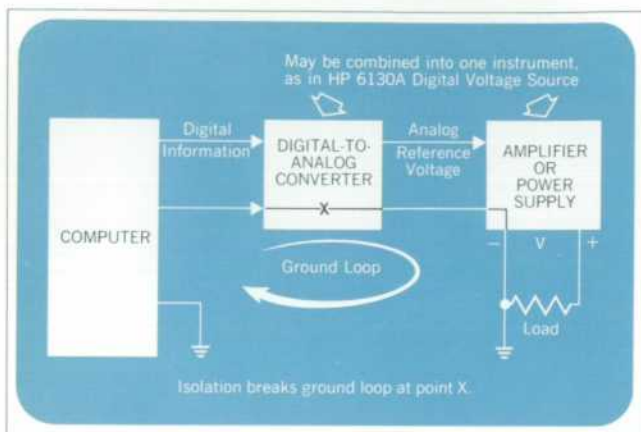 May be combined into one instrument,
as in HP 6130A Digital Voltage Source
Digital
Information
DIGITAL-TO-
ANALOG
CONVERTER
Analog
Reference
Voltage
AMPLIFIER
OR
POWER
SUPPLY
COMPUTER
X
− V +
Ground Loop
Load
Isolation breaks ground loop at point X.